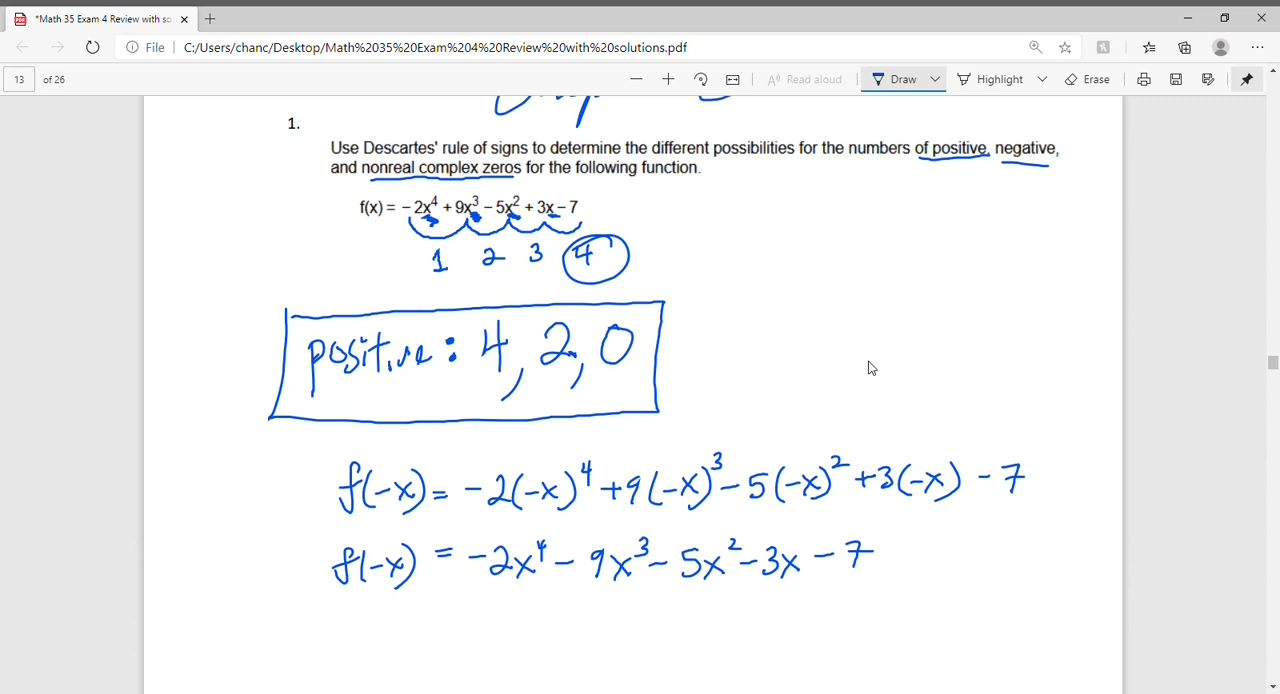 *Math 35 Exam 4 Review with so
File C:/Users/chanc/Desktop/Math%2035%20Exam%204%20Review%20with%20solutions.pdf
13 of 26 Read aloud Draw Highlight Erase
1.
Use Descartes' rule of signs to determine the different possibilities for the numbers of positive, negative,
and nonreal complex zeros for the following function.
f(x) = − 2x⁴ + 9x³ − 5x² + 3x − 7
1 2 3 4
positive: 4, 2, 0
f(-x) = -2(-x)⁴ + 9(-x)³ - 5(-x)² + 3(-x) - 7
f(-x) = -2x⁴ - 9x³ - 5x² - 3x - 7